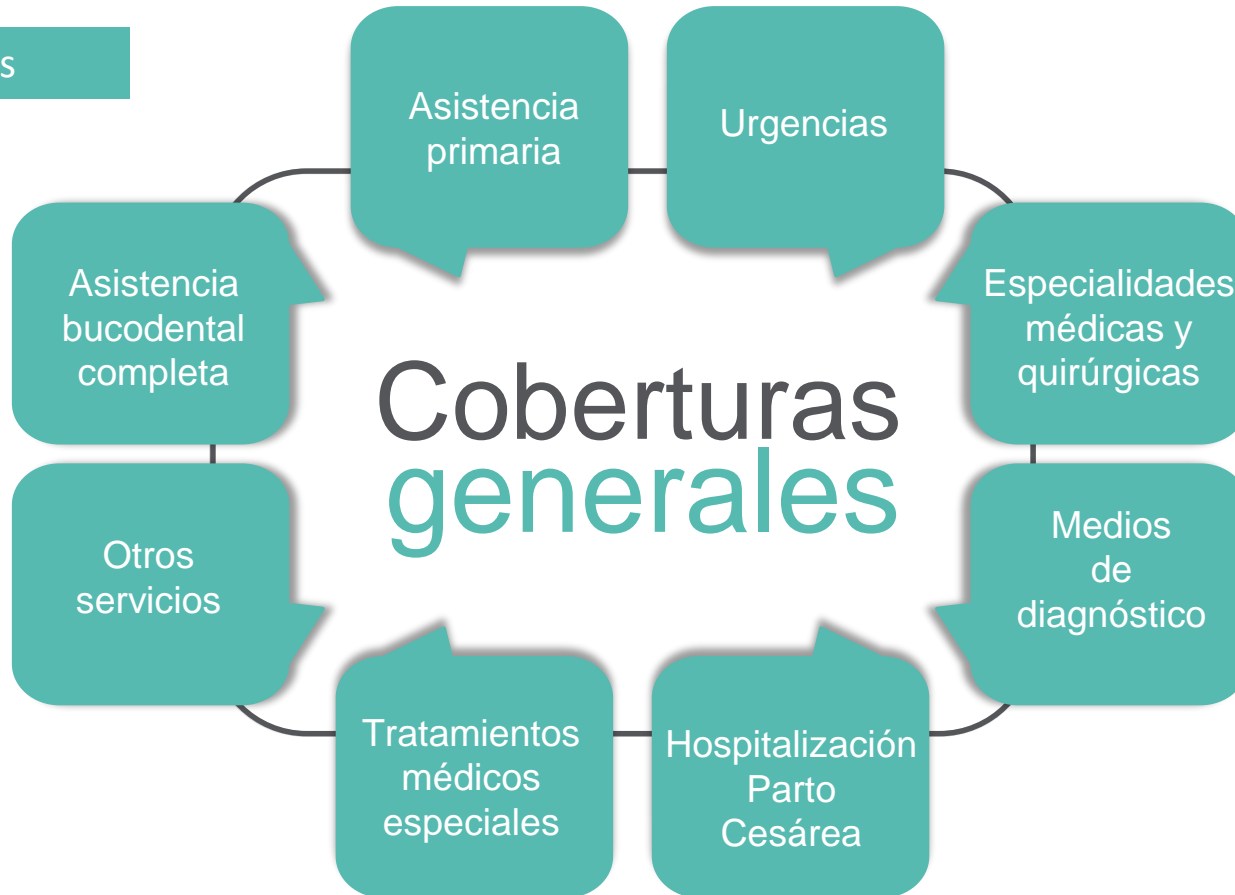 s
Asistencia
primaria
Urgencias
Especialidades
médicas y
quirúrgicas
Medios
de
diagnóstico
Hospitalización
Parto
Cesárea
Tratamientos
médicos
especiales
Otros
servicios
Asistencia
bucodental
completa
Coberturas
generales